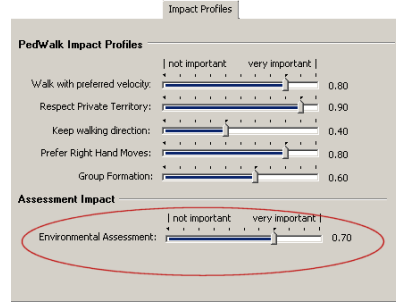 Impact Profiles
PedWalk Impact Profiles
| not important very important |
Walk with preferred velocity: 0.80
Respect Private Territory: 0.90
Keep walking direction: 0.40
Prefer Right Hand Moves: 0.80
Group Formation: 0.60
Assessment Impact
| not important very important |
Environmental Assessment: 0.70